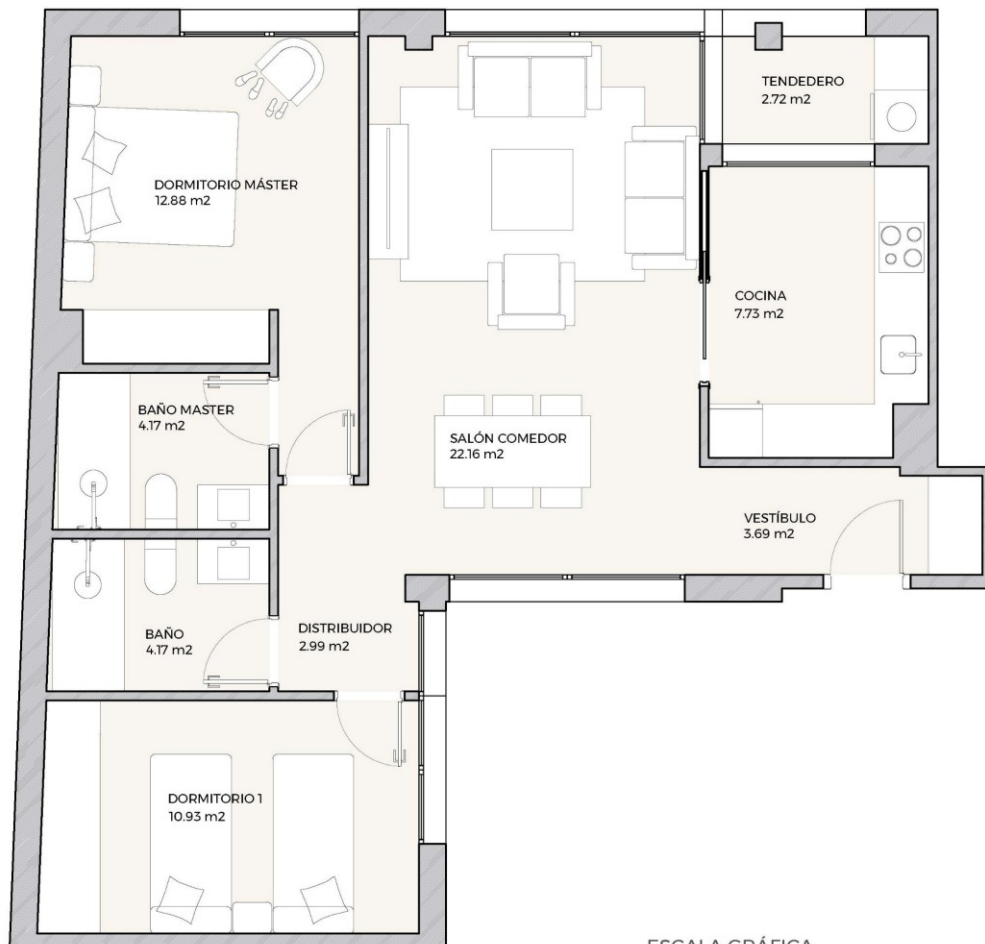 TENDEDERO
2.72 m2
DORMITORIO MÁSTER
12.88 m2
COCINA
7.73 m2
BAÑO MASTER
4.17 m2
SALÓN COMEDOR
22.16 m2
VESTÍBULO
3.69 m2
BAÑO
4.17 m2
DISTRIBUIDOR
2.99 m2
DORMITORIO 1
10.93 m2
ESCALA GRÁFICA